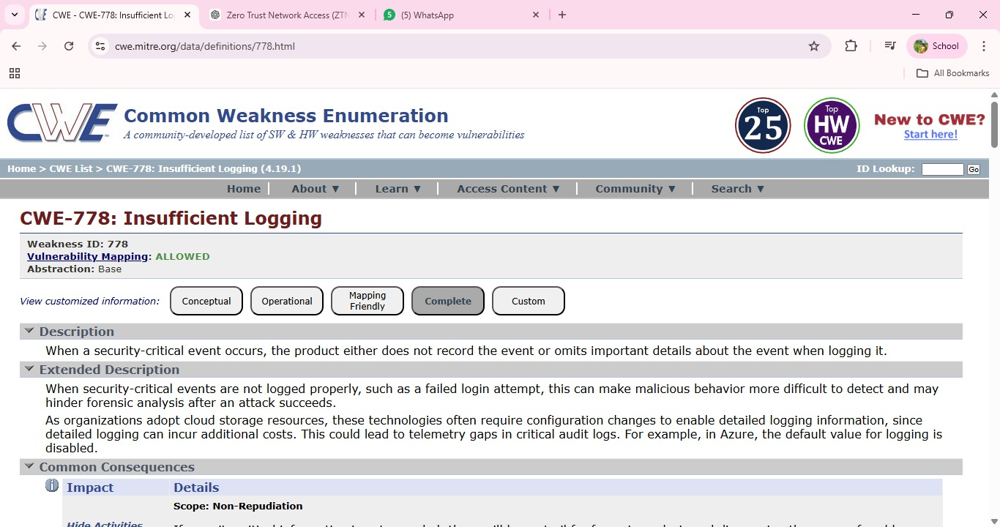 CWE - CWE-778: Insufficient Lo
Zero Trust Network Access (ZTN
5
(5) WhatsApp
cwe.mitre.org/data/definitions/778.html
School
All Bookmarks
CWE
Common Weakness Enumeration
A community-developed list of SW & HW weaknesses that can become vulnerabilities
Top
25
Top
HW
CWE
New to CWE?
Start here!
Home > CWE List > CWE-778: Insufficient Logging (4.19.1)
ID Lookup:
Go
Home
About ▼
Learn ▼
Access Content ▼
Community ▼
Search ▼
CWE-778: Insufficient Logging
Weakness ID: 778
Vulnerability Mapping: ALLOWED
Abstraction: Base
View customized information:
Conceptual
Operational
Mapping
Friendly
Complete
Custom
Description
When a security-critical event occurs, the product either does not record the event or omits important details about the event when logging it.
Extended Description
When security-critical events are not logged properly, such as a failed login attempt, this can make malicious behavior more difficult to detect and may
hinder forensic analysis after an attack succeeds.
As organizations adopt cloud storage resources, these technologies often require configuration changes to enable detailed logging information, since
detailed logging can incur additional costs. This could lead to telemetry gaps in critical audit logs. For example, in Azure, the default value for logging is
disabled.
Common Consequences
Impact
Details
Scope: Non-Repudiation
Hide Activities